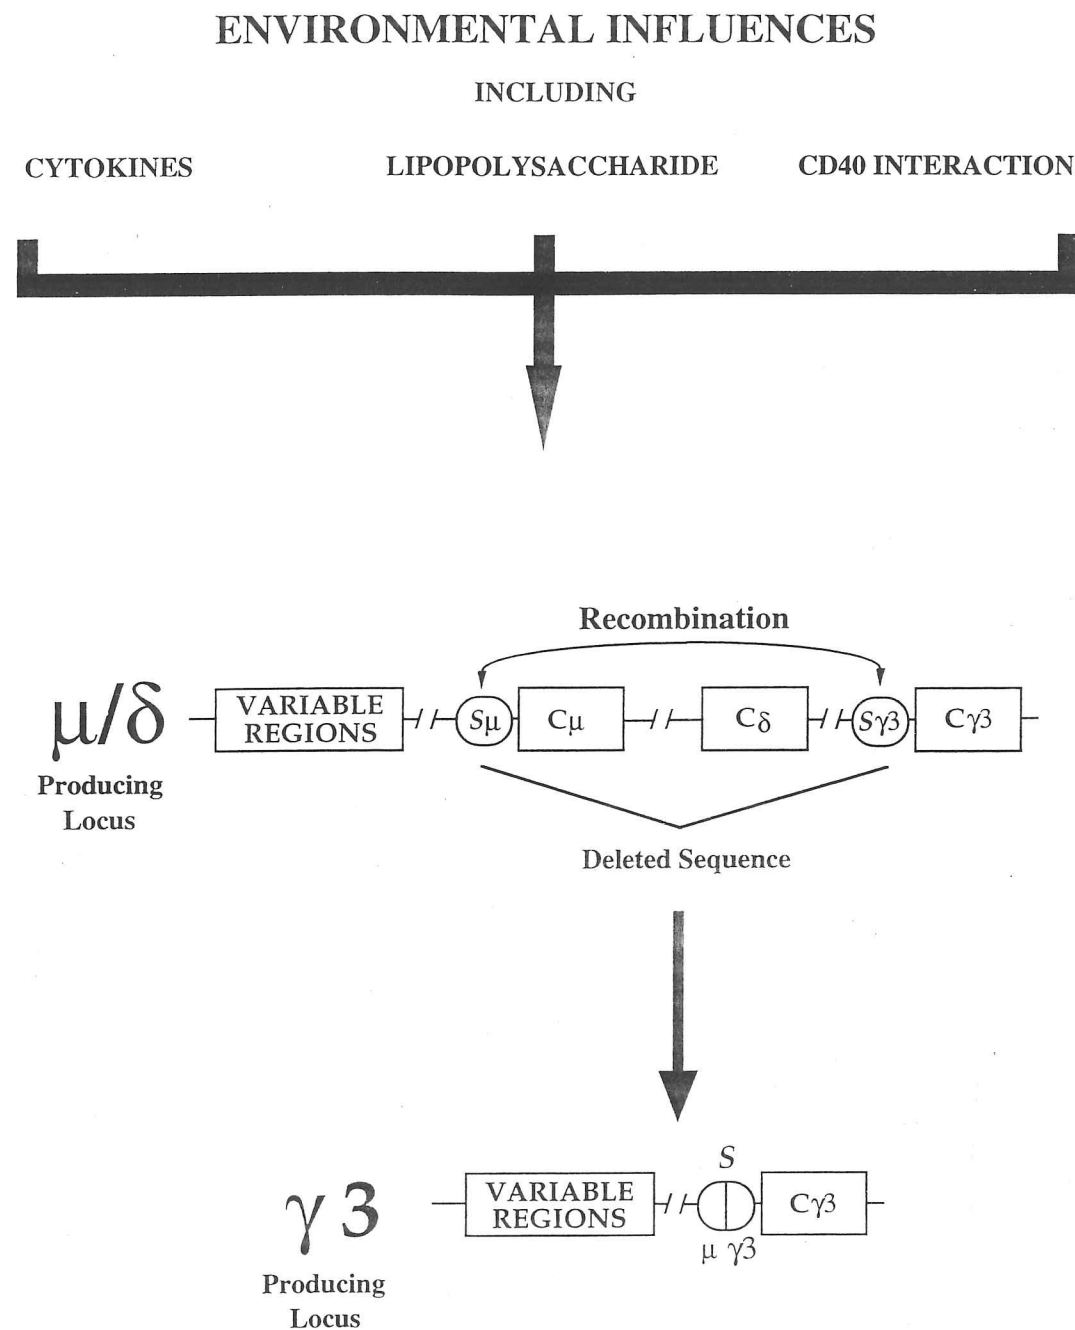 ENVIRONMENTAL INFLUENCES
INCLUDING
CYTOKINES LIPOPOLYSACCHARIDE CD40 INTERACTION
Recombination
μ/δ
Producing
Locus
VARIABLE
REGIONS
Sμ
Cμ
Cδ
Sγ3
Cγ3
Deleted Sequence
γ 3
Producing
Locus
VARIABLE
REGIONS
S
μ γ3
Cγ3